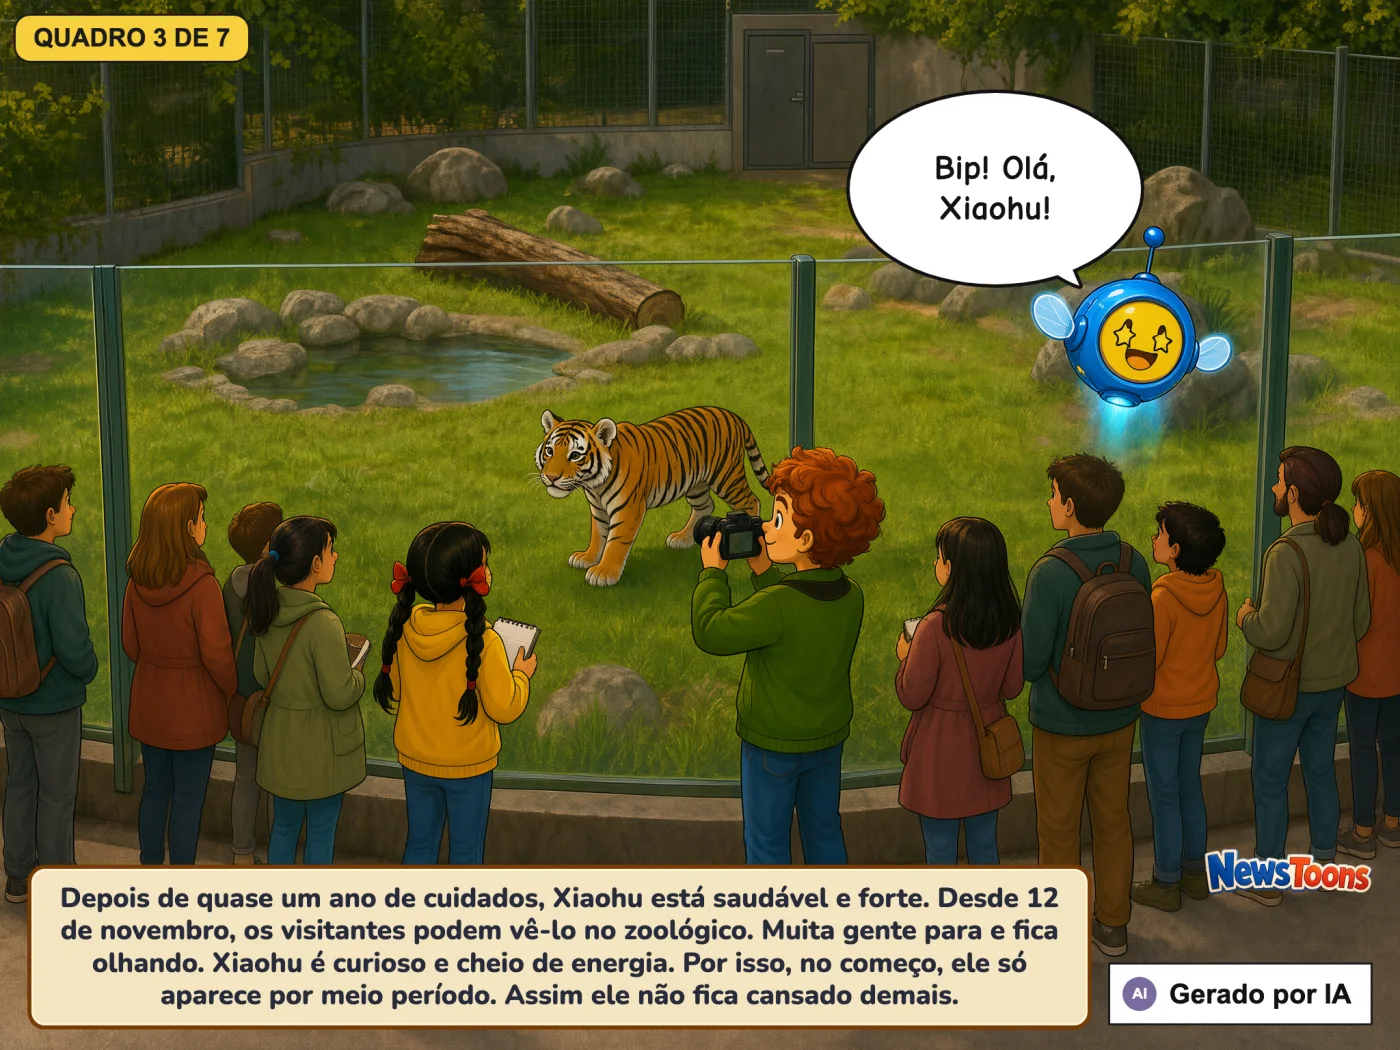 QUADRO 3 DE 7
Bip! Olá,
Xiaohu!
Depois de quase um ano de cuidados, Xiaohu está saudável e forte. Desde 12
de novembro, os visitantes podem vê-lo no zoológico. Muita gente para e fica
olhando. Xiaohu é curioso e cheio de energia. Por isso, no começo, ele só
aparece por meio período. Assim ele não fica cansado demais.
NewsToons
AI Gerado por IA